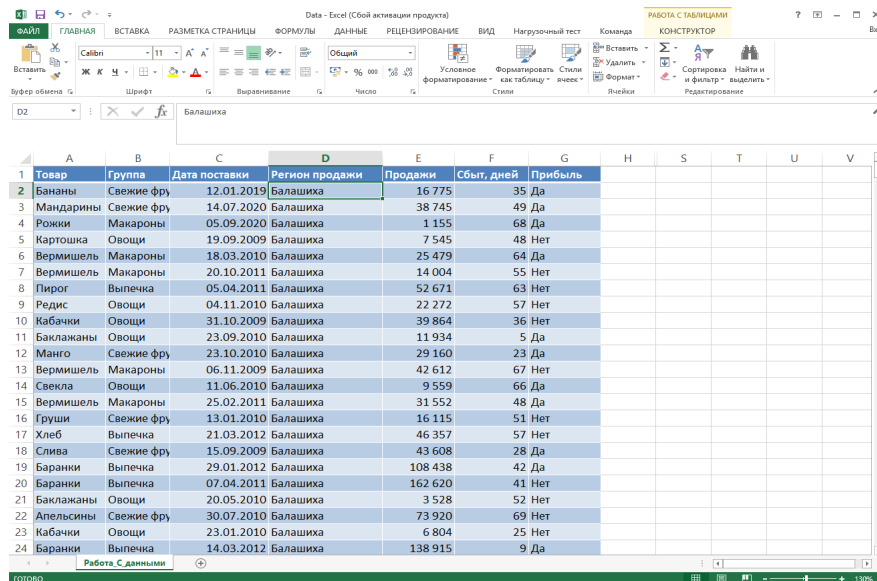 Data - Excel (Сбой активации продукта)
РАБОТА С ТАБЛИЦАМИ
ФАЙЛ ГЛАВНАЯ ВСТАВКА РАЗМЕТКА СТРАНИЦЫ ФОРМУЛЫ ДАННЫЕ РЕЦЕНЗИРОВАНИЕ ВИД Нагрузочный тест Команда КОНСТРУКТОР
Calibri 11 Общий Вставить
Удалить
Вставить Ж К Ч % 000 Условное форматирование Форматировать как таблицу Стили ячеек Формат Сортировка и фильтр Найти и выделить
Буфер обмена Шрифт Выравнивание Число Стили Ячейки Редактирование
D2 fx Балашиха
A B C D E F G H S T U V
1 Товар Группа Дата поставки Регион продажи Продажи Сбыт, дней Прибыль
2 Бананы Свежие фру 12.01.2019 Балашиха 16 775 35 Да
3 Мандарины Свежие фру 14.07.2020 Балашиха 38 745 49 Да
4 Рожки Макароны 05.09.2020 Балашиха 1 155 68 Да
5 Картошка Овощи 19.09.2009 Балашиха 7 545 48 Нет
6 Вермишель Макароны 18.03.2010 Балашиха 25 479 64 Да
7 Вермишель Макароны 20.10.2011 Балашиха 14 004 55 Нет
8 Пирог Выпечка 05.04.2011 Балашиха 52 671 63 Нет
9 Редис Овощи 04.11.2010 Балашиха 22 272 57 Нет
10 Кабачки Овощи 31.10.2009 Балашиха 39 864 36 Нет
11 Баклажаны Овощи 23.09.2010 Балашиха 11 934 5 Да
12 Манго Свежие фру 23.10.2010 Балашиха 29 160 23 Да
13 Вермишель Макароны 06.11.2009 Балашиха 42 612 67 Нет
14 Свекла Овощи 11.06.2010 Балашиха 9 559 66 Да
15 Вермишель Макароны 25.02.2011 Балашиха 31 552 48 Да
16 Груши Свежие фру 13.01.2010 Балашиха 16 115 51 Нет
17 Хлеб Выпечка 21.03.2012 Балашиха 46 357 57 Нет
18 Слива Свежие фру 15.09.2009 Балашиха 43 608 28 Да
19 Баранки Выпечка 29.01.2012 Балашиха 108 438 42 Да
20 Баранки Выпечка 07.04.2011 Балашиха 162 620 41 Нет
21 Баклажаны Овощи 20.05.2010 Балашиха 3 528 52 Нет
22 Апельсины Свежие фру 30.07.2010 Балашиха 73 920 69 Нет
23 Кабачки Овощи 23.01.2010 Балашиха 6 804 25 Нет
24 Баранки Выпечка 14.03.2012 Балашиха 138 915 9 Да
Работа_С_данными
ГОТОВО 130%